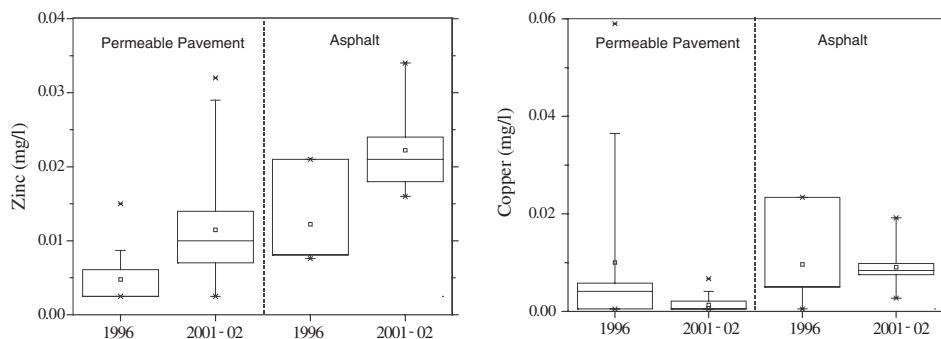 0.04
0.03
0.02
0.01
0.00
Zinc (mg/l)
Permeable Pavement
Asphalt
1996
2001-02
1996
2001-02
0.06
0.04
0.02
0.00
Copper (mg/l)
Permeable Pavement
Asphalt
1996
2001-02
1996
2001-02